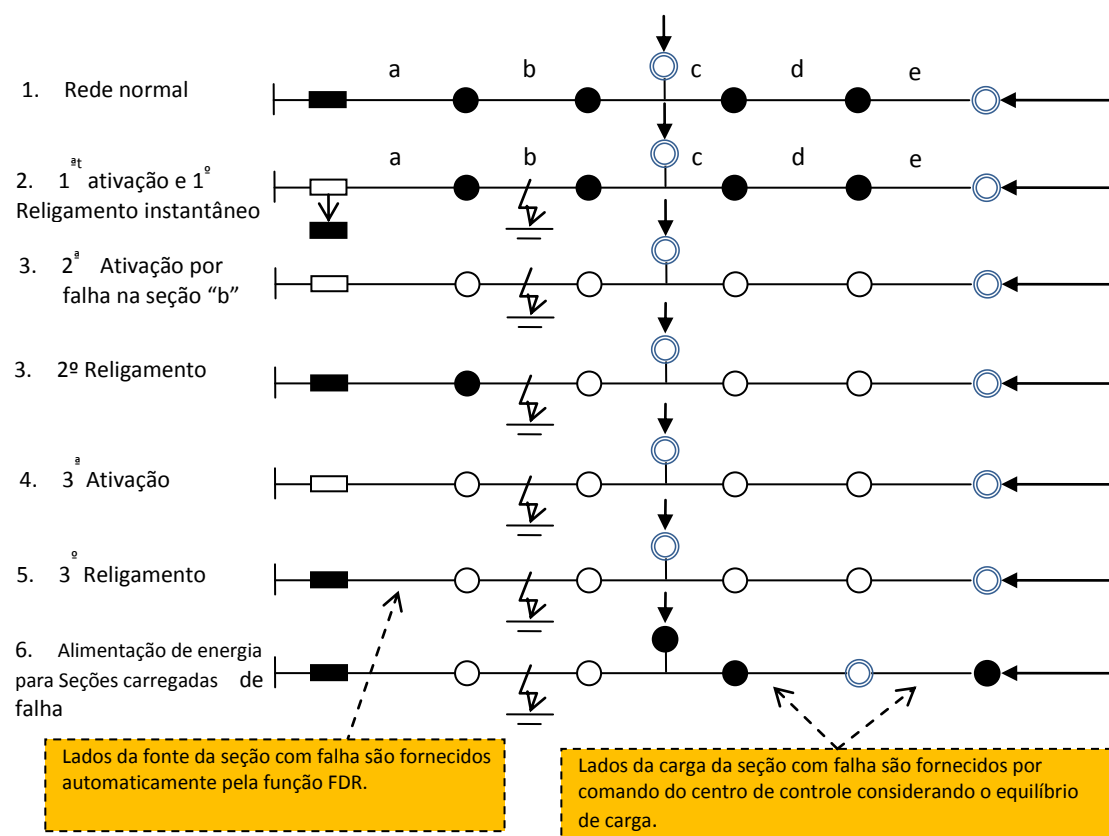 a b c d e
1. Rede normal
a b c d e
2. 1ªt ativação e 1º
Religamento instantâneo
3. 2ª Ativação por
falha na seção “b”
3. 2º Religamento
4. 3ª Ativação
5. 3º Religamento
6. Alimentação de energia
para Seções carregadas de
falha
Lados da fonte da seção com falha são fornecidos
automaticamente pela função FDR.
Lados da carga da seção com falha são fornecidos por
comando do centro de controle considerando o equilíbrio
de carga.